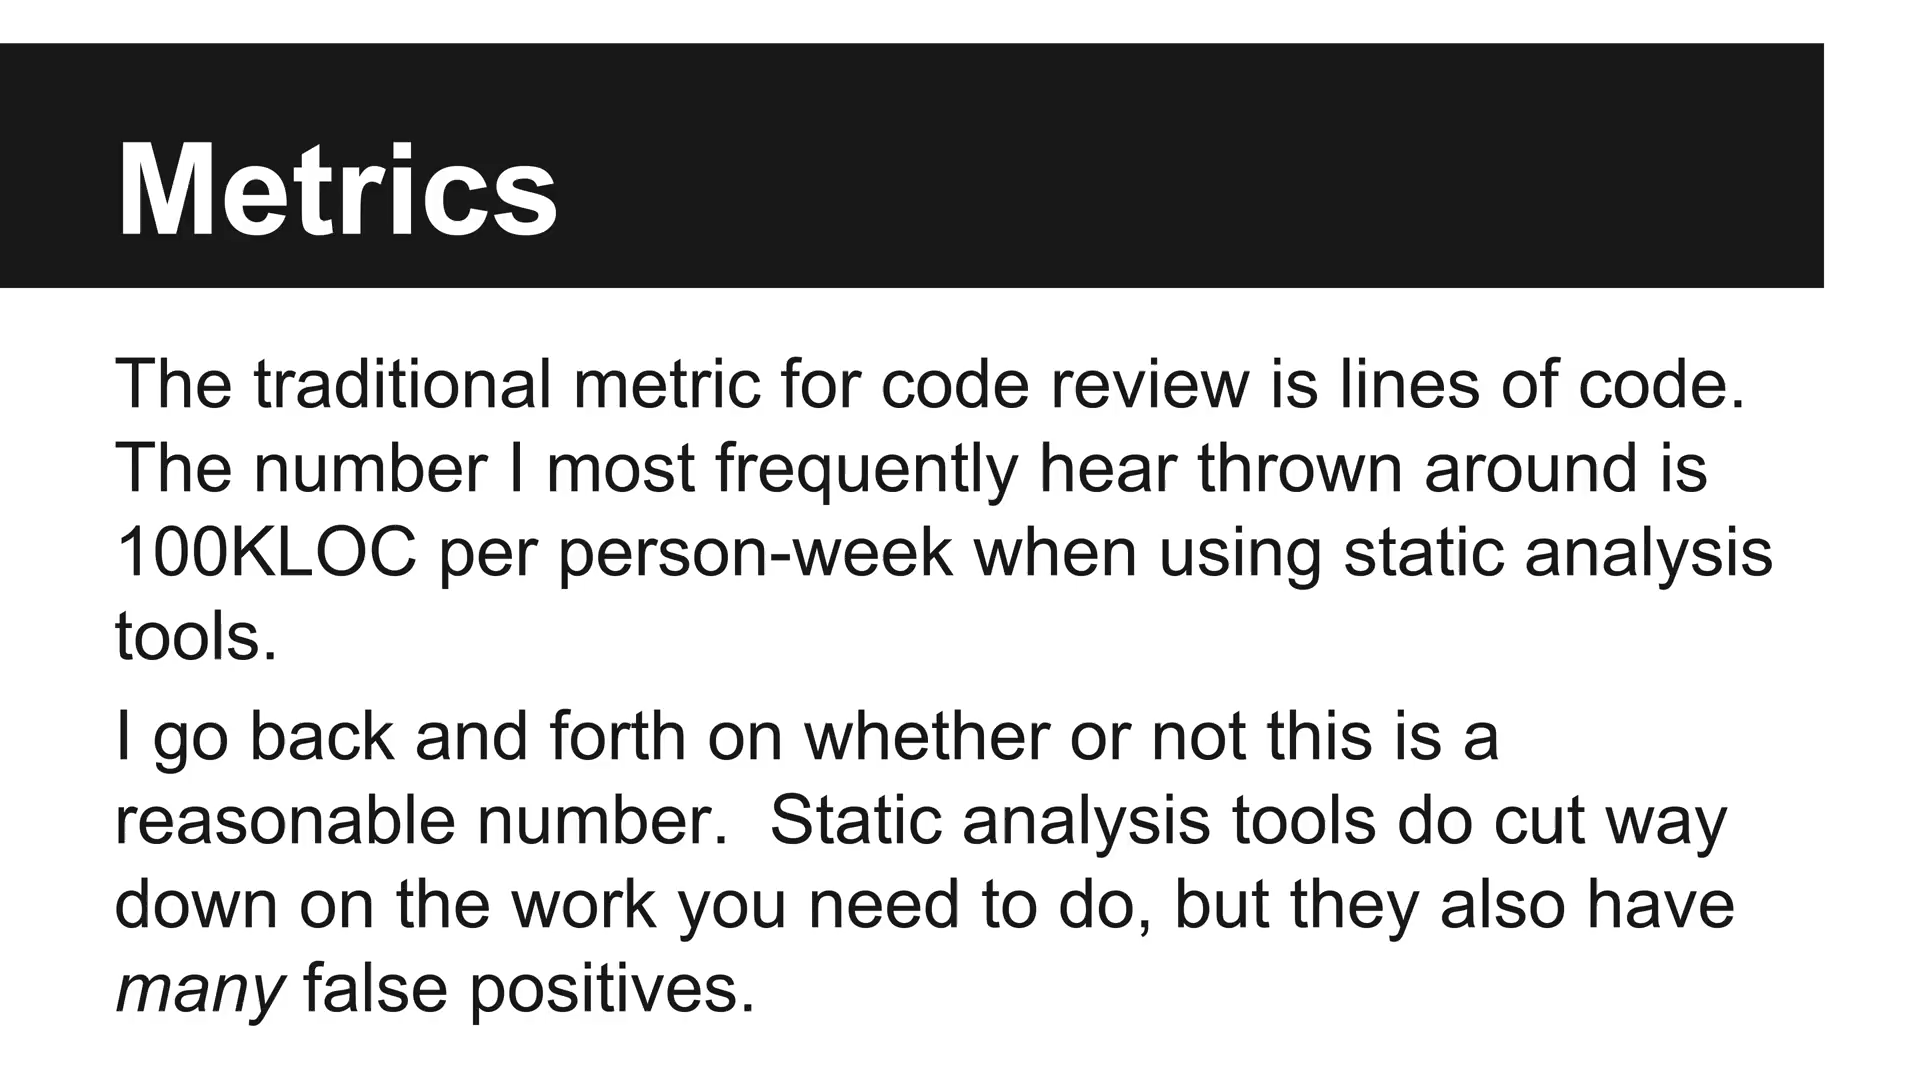 Metrics
The traditional metric for code review is lines of code.
The number I most frequently hear thrown around is
100KLOC per person-week when using static analysis
tools.
I go back and forth on whether or not this is a
reasonable number.  Static analysis tools do cut way
down on the work you need to do, but they also have
many false positives.